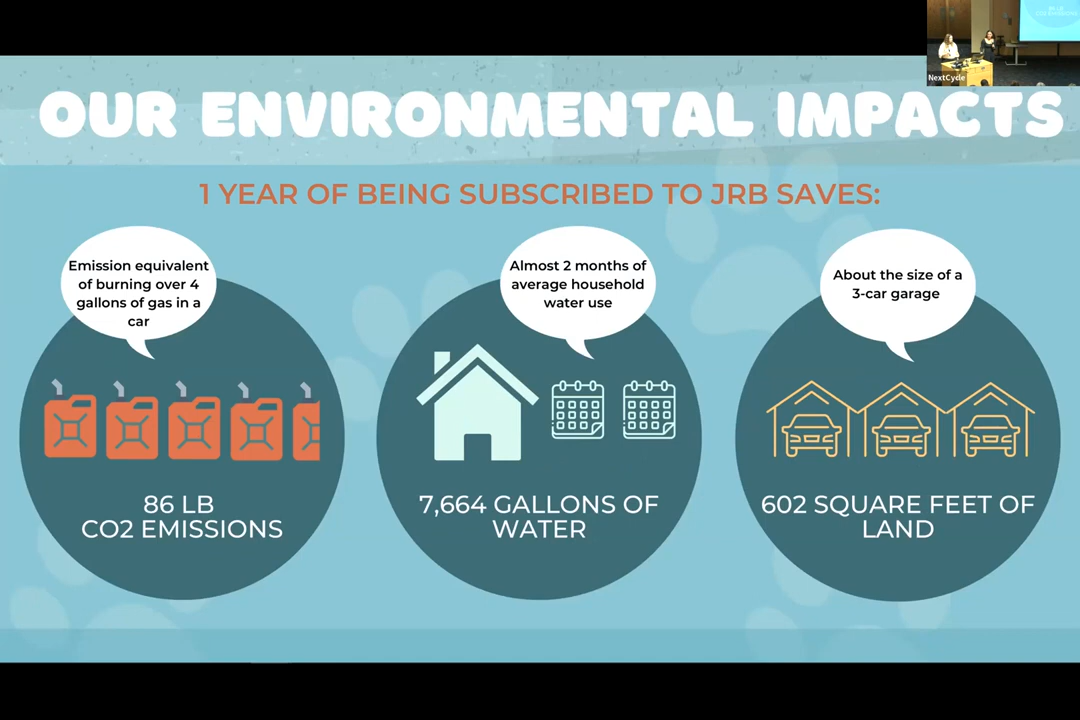 CO2 EMISSIONS
NextCycle
OUR ENVIRONMENTAL IMPACTS
1 YEAR OF BEING SUBSCRIBED TO JRB SAVES:
Emission equivalent
of burning over 4
gallons of gas in a
car
86 LB
CO2 EMISSIONS
Almost 2 months of
average household
water use
7,664 GALLONS OF
WATER
About the size of a
3-car garage
602 SQUARE FEET OF
LAND